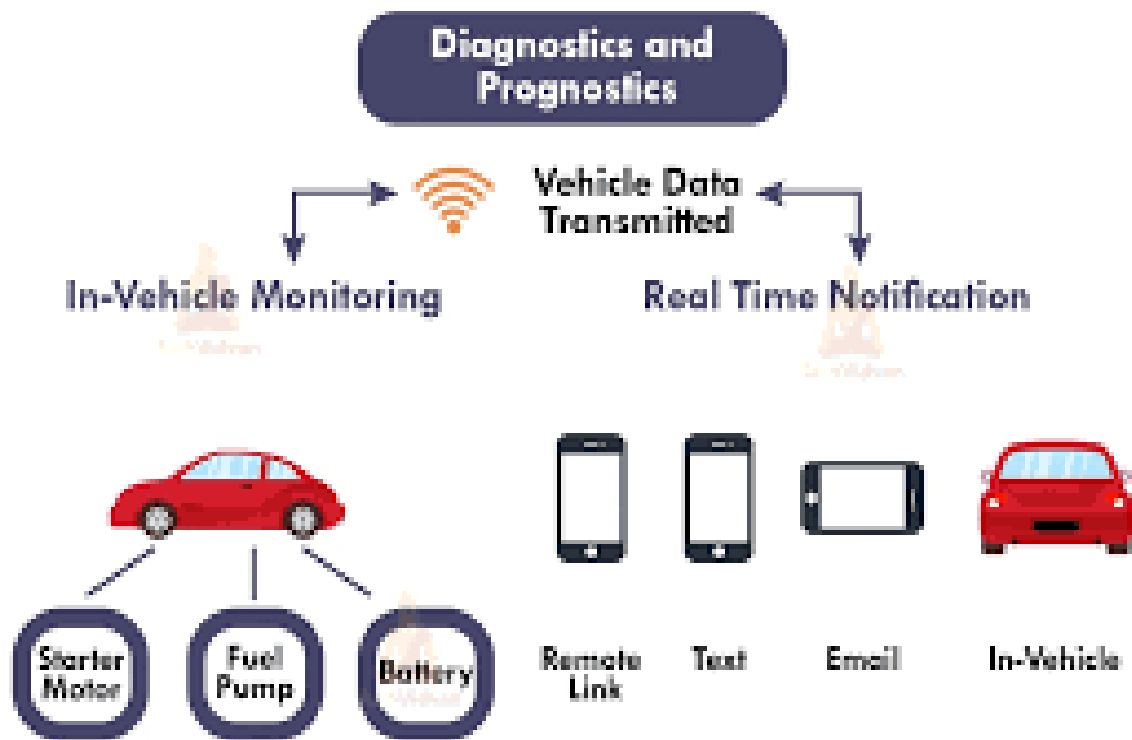 Diagnostics and
Prognostics
Vehicle Data
Transmitted
In-Vehicle Monitoring
Real Time Notification
Starter
Motor
Fuel
Pump
Battery
Remote
Link
Text
Email
In-Vehicle